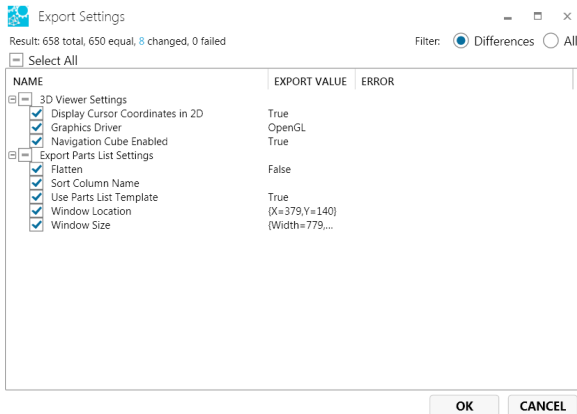 Export Settings
Result: 658 total, 650 equal, 8 changed, 0 failed Filter: Differences All
Select All
NAME EXPORT VALUE ERROR
3D Viewer Settings
Display Cursor Coordinates in 2D True
Graphics Driver OpenGL
Navigation Cube Enabled True
Export Parts List Settings
Flatten False
Sort Column Name
Use Parts List Template True
Window Location {X=379,Y=140}
Window Size {Width=779,...
OK CANCEL